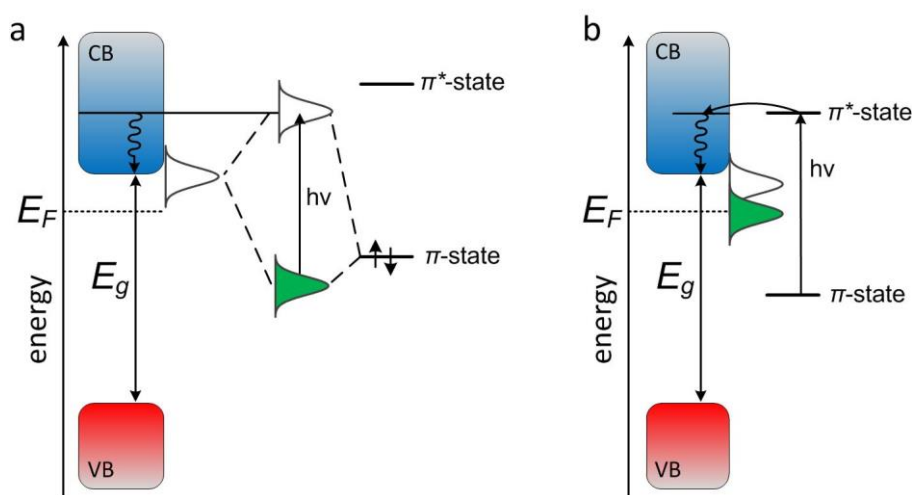 a
CB
π*-state
hv
E_F
π-state
E_g
energy
VB
b
CB
π*-state
hv
E_F
E_g
π-state
energy
VB